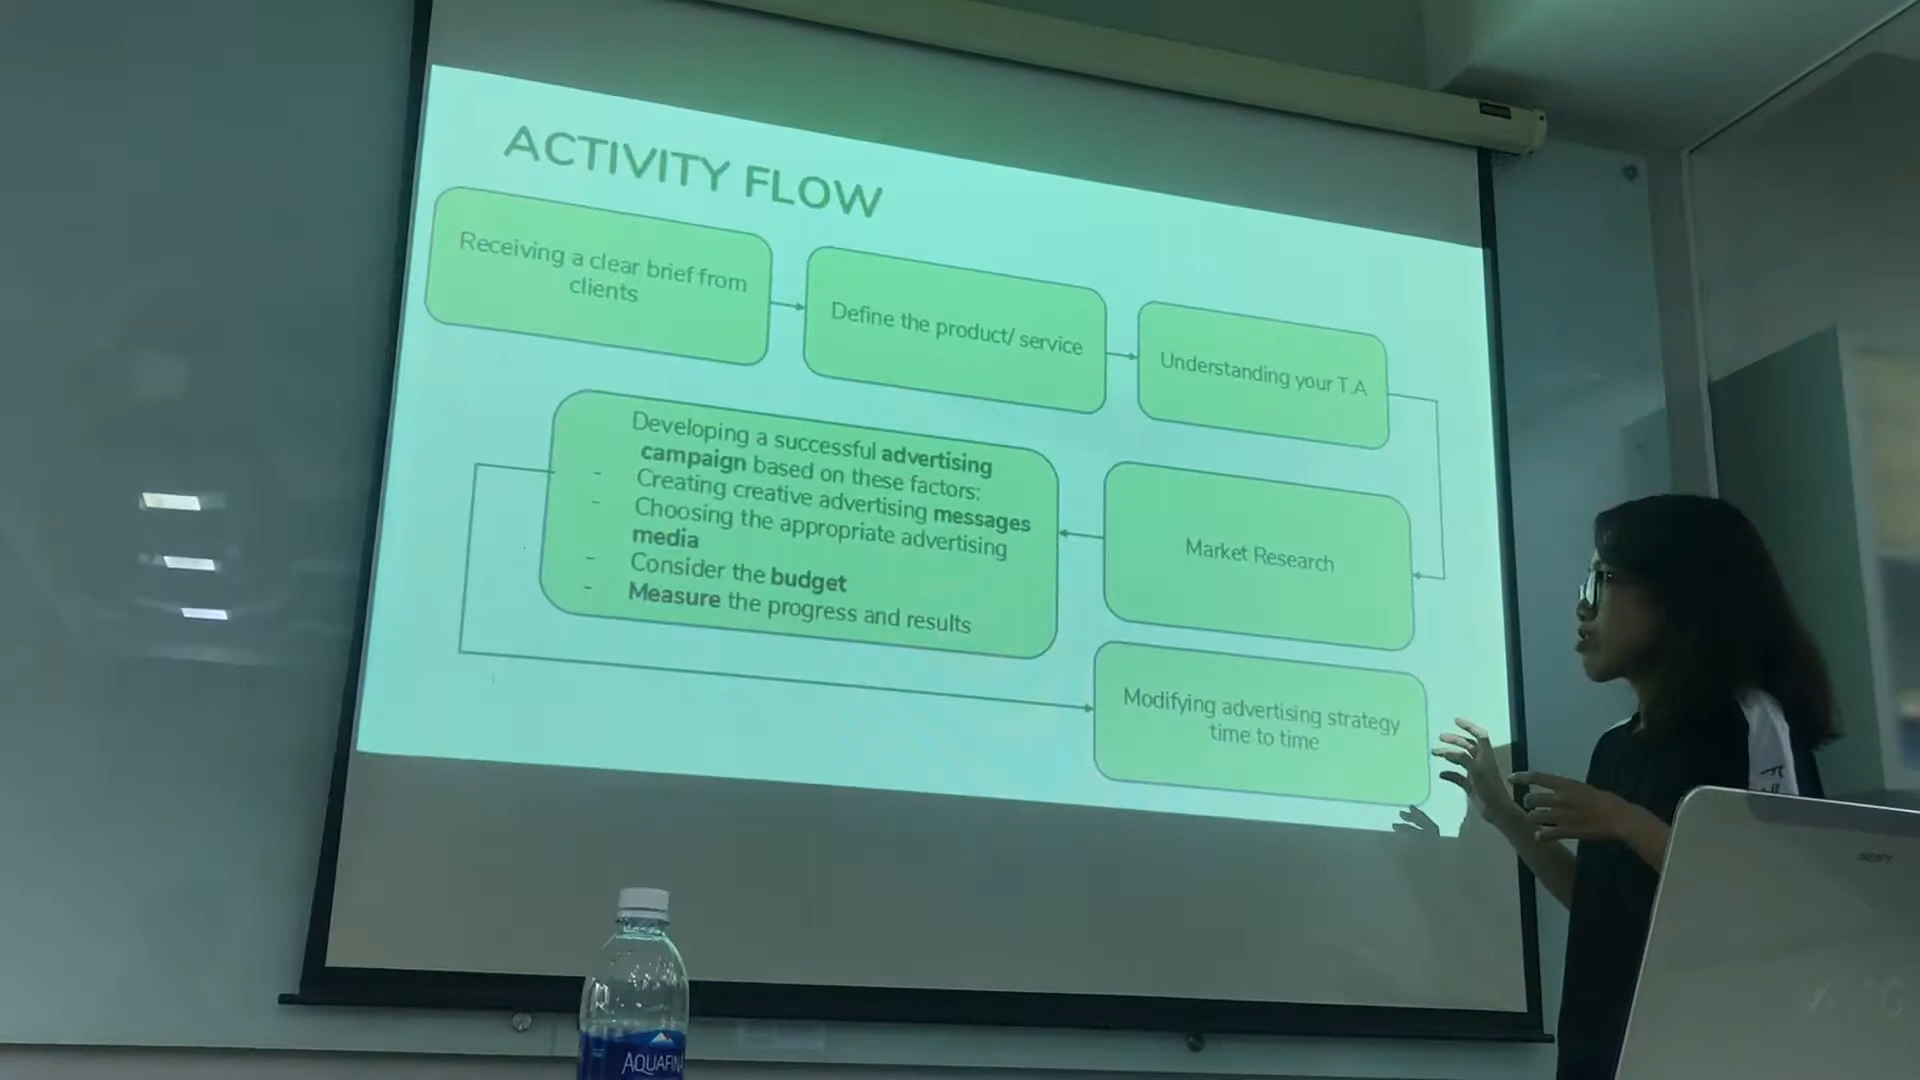 ACTIVITY FLOW
Receiving a clear brief from
clients
Define the product/ service
Understanding your T.A
Market Research
Developing a successful advertising
campaign based on these factors:
- Creating creative advertising messages
- Choosing the appropriate advertising
media
- Consider the budget
- Measure the progress and results
Modifying advertising strategy
time to time
SONY
AQUAFINA